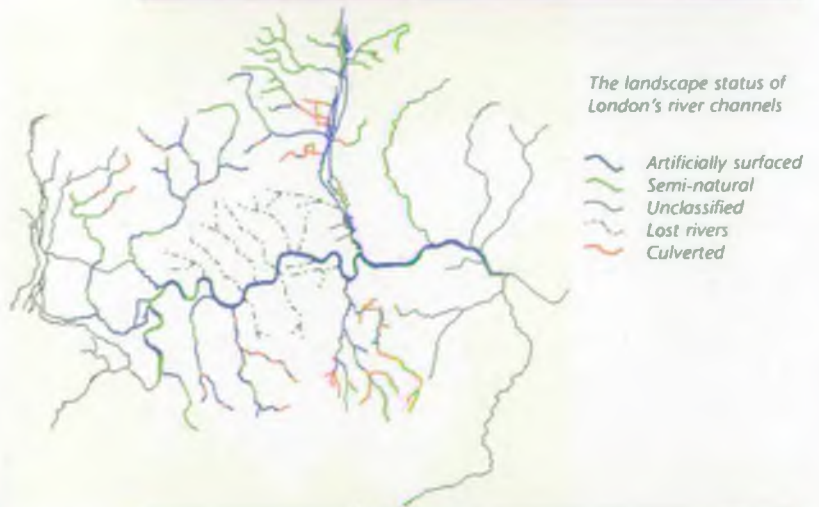 The landscape status of
London's river channels
Artificially surfaced
Semi-natural
Unclassified
Lost rivers
Culverted